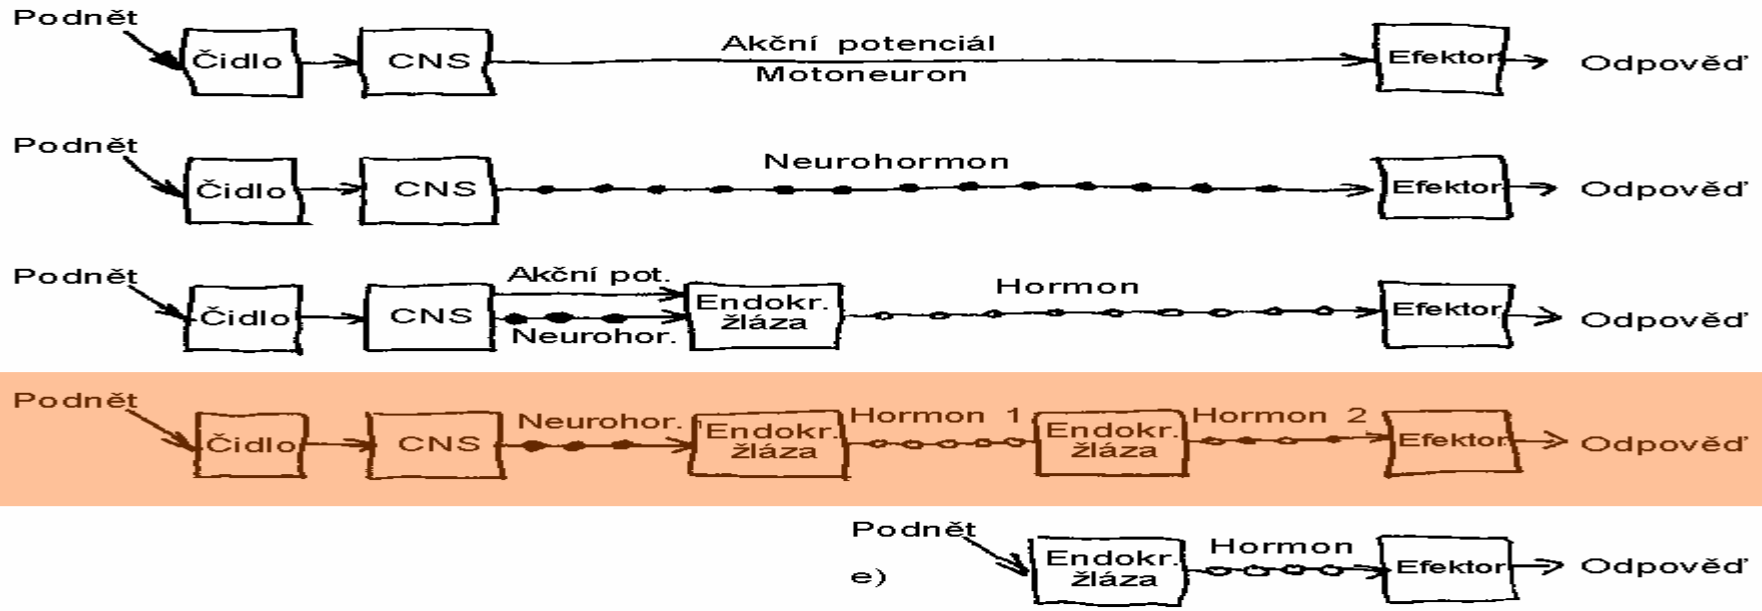 Podnět
Čidlo CNS Akční potenciál Efektor Odpověď
Motoneuron
Podnět
Čidlo CNS Neurohormon Efektor Odpověď
Podnět
Čidlo CNS Akční pot. Endokr. Hormon Efektor Odpověď
Neurohor. žláza
Podnět
Čidlo CNS Neurohor. Endokr. Hormon 1 Endokr. Hormon 2 Efektor Odpověď
žláza žláza
Podnět
e) Endokr. Hormon Efektor Odpověď
žláza